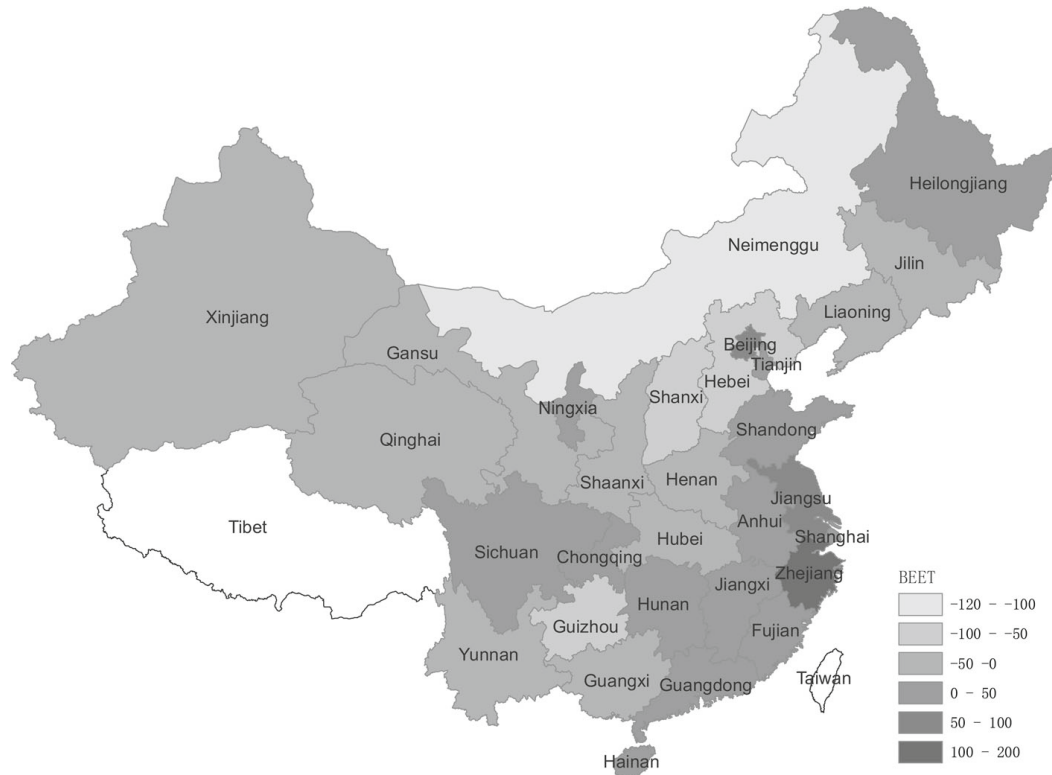 Heilongjiang
Neimenggu
Jilin
Xinjiang
Liaoning
Gansu
Beijing
Tianjin
Hebei
Shanxi
Ningxia
Shandong
Qinghai
Shaanxi
Henan
Jiangsu
Anhui
Tibet
Shanghai
Hubei
Sichuan
Chongqing
Zhejiang
Jiangxi
Hunan
Guizhou
Fujian
Yunnan
Guangxi
Guangdong
Taiwan
Hainan
BEET
-120 - -100
-100 - -50
-50 -0
0 - 50
50 - 100
100 - 200